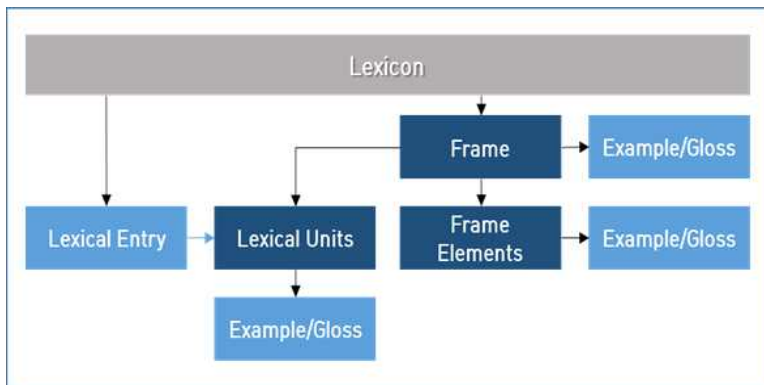 Lexicon
Frame
Example/Gloss
Lexical Entry
Lexical Units
Frame
Elements
Example/Gloss
Example/Gloss